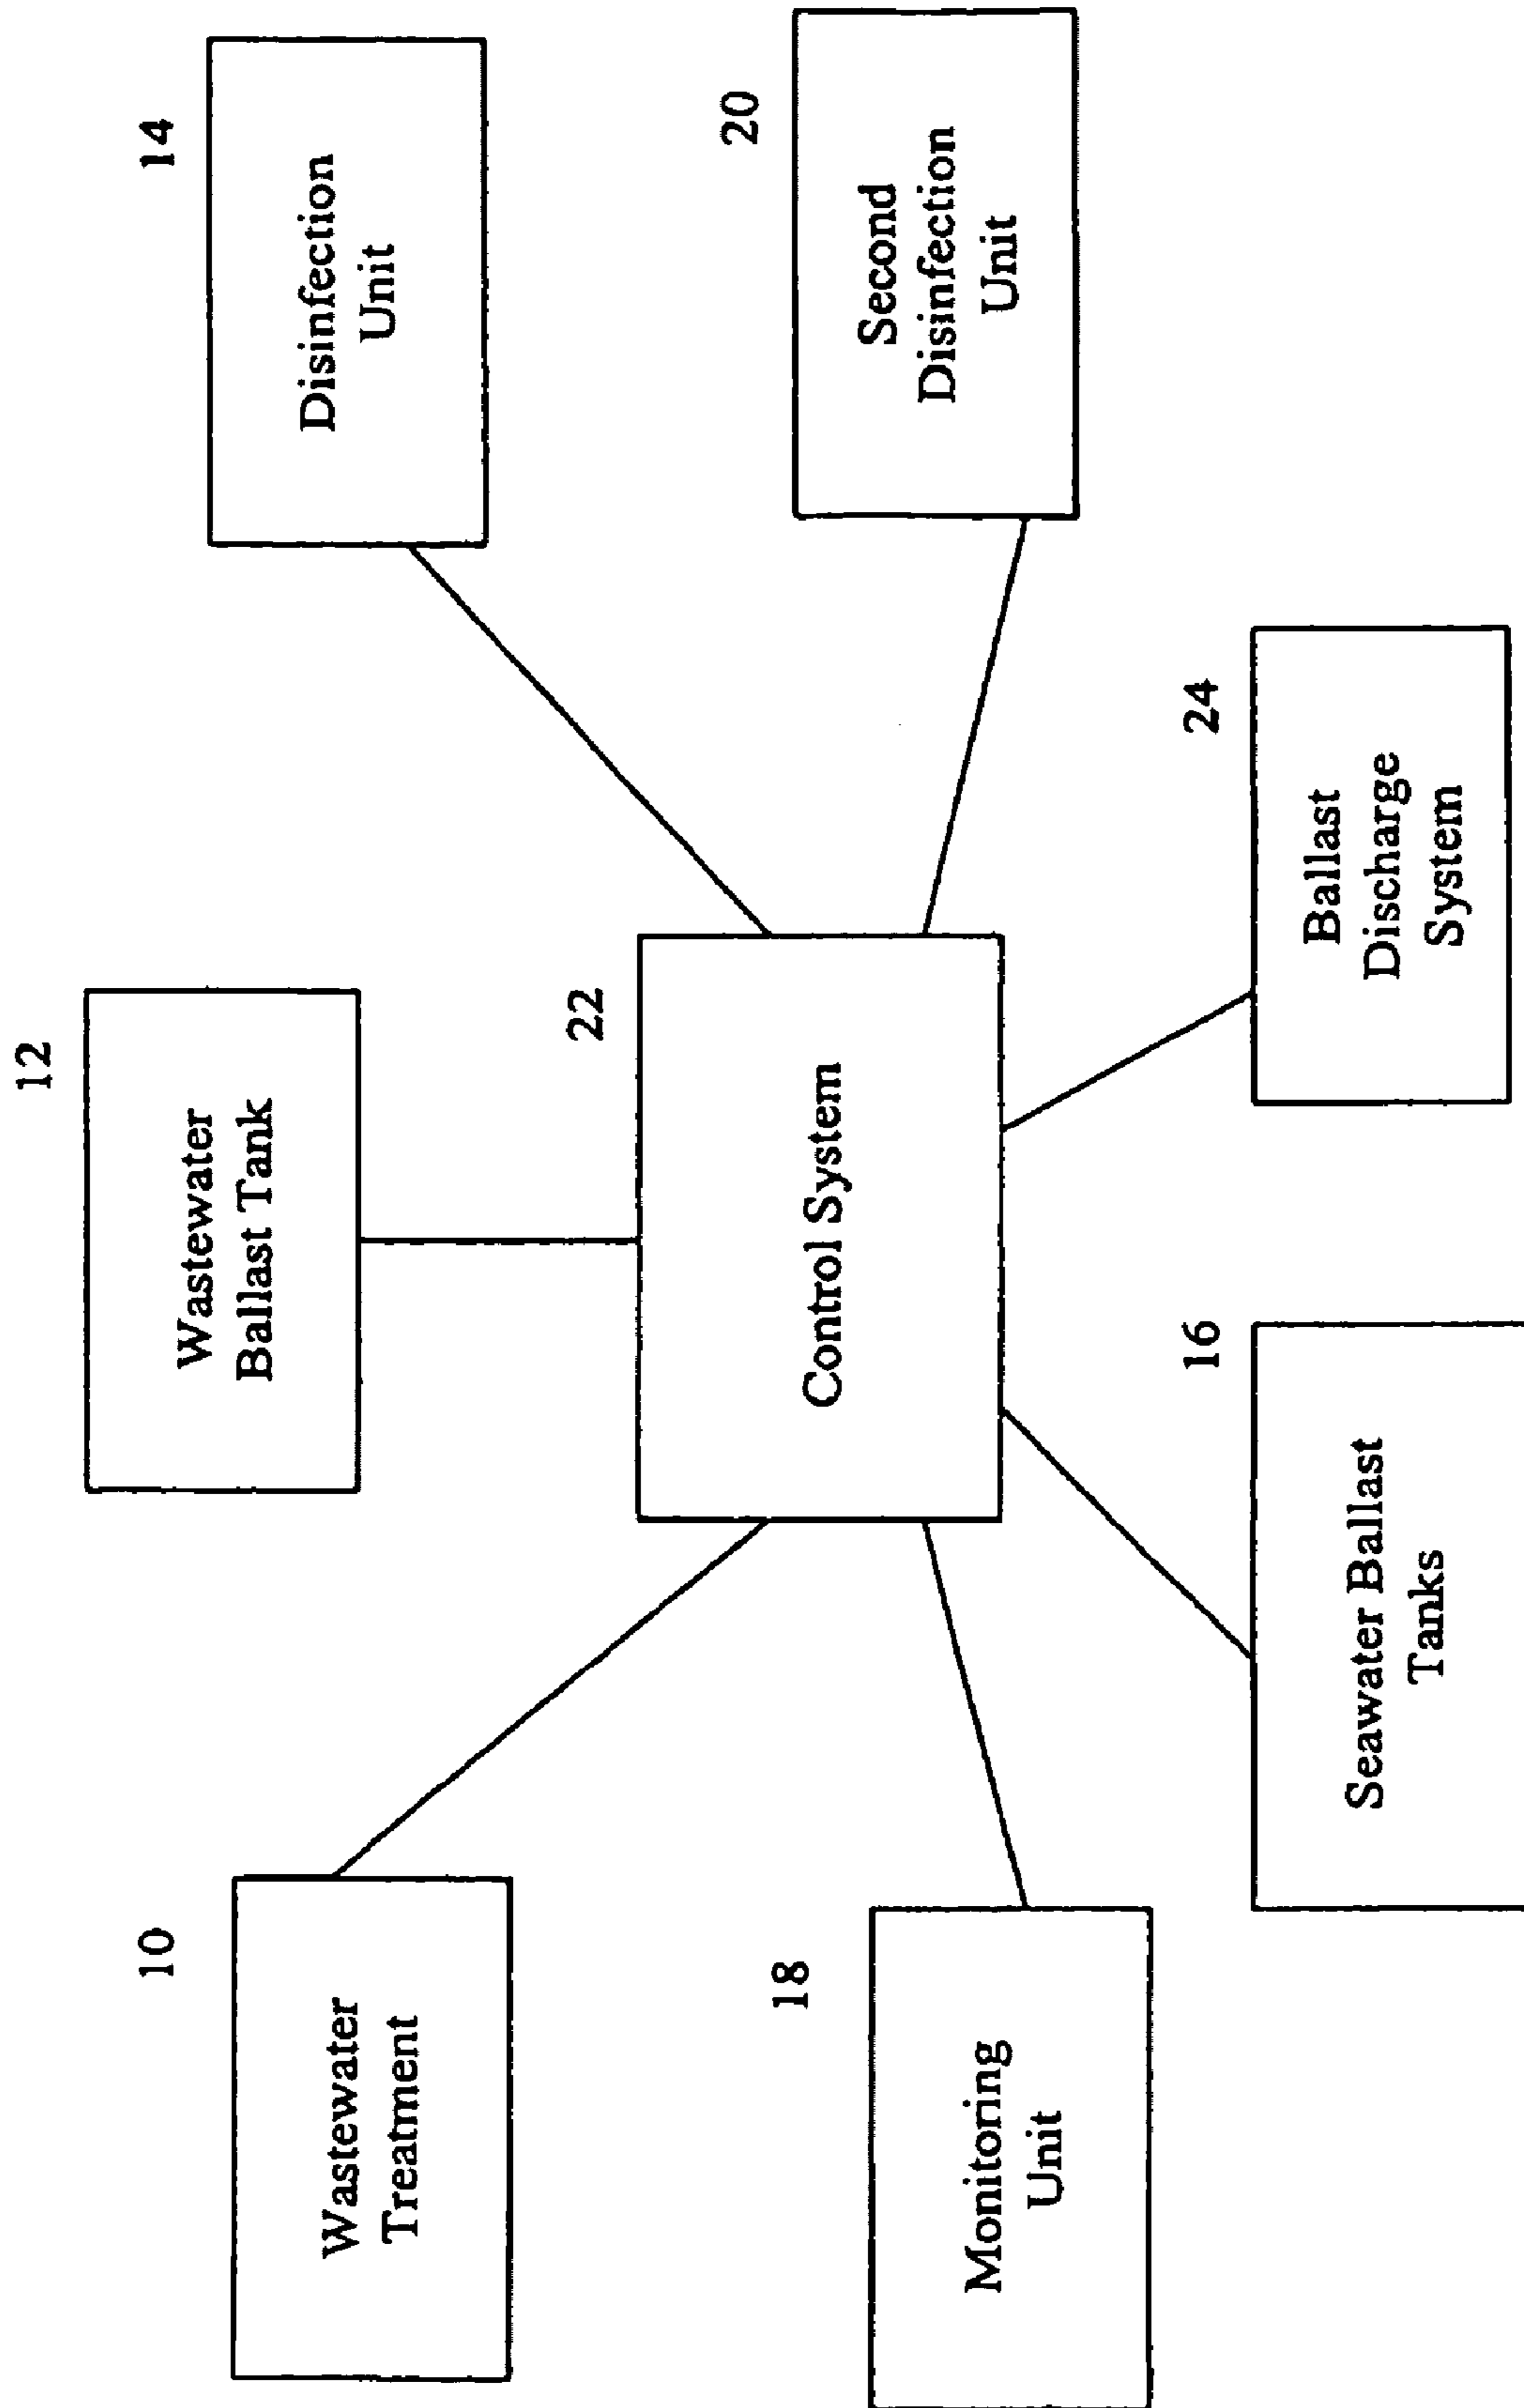 12
Wastewater
Ballast Tank
10
Wastewater
Treatment
14
Disinfection
Unit
22
Control System
18
Monitoring
Unit
20
Second
Disinfection
Unit
16
Seawater Ballast
Tanks
24
Ballast
Discharge
System